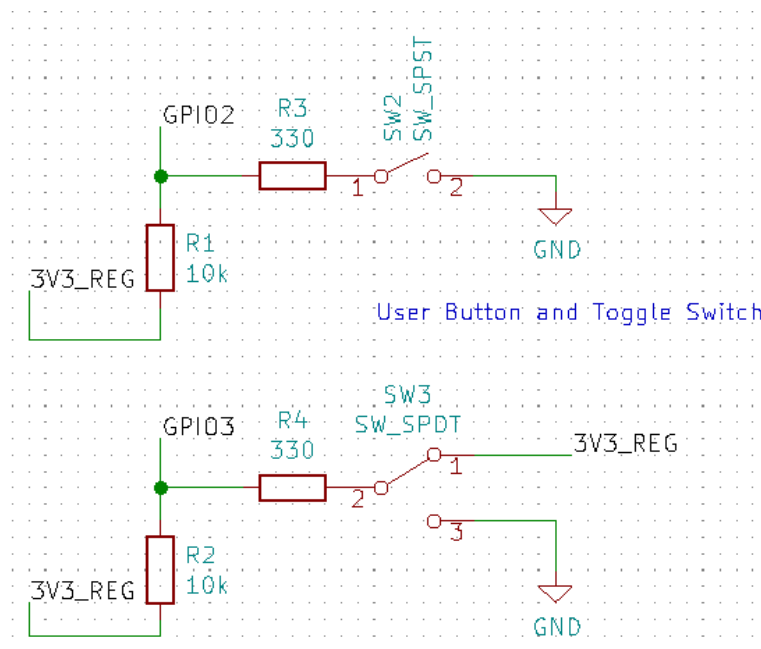 GPIO2
R3
330
SW2
SW_SPST
1
2
GND
R1
10k
3V3_REG
User Button and Toggle Switch
GPIO3
R4
330
SW3
SW_SPDT
1
3V3_REG
2
3
GND
R2
10k
3V3_REG